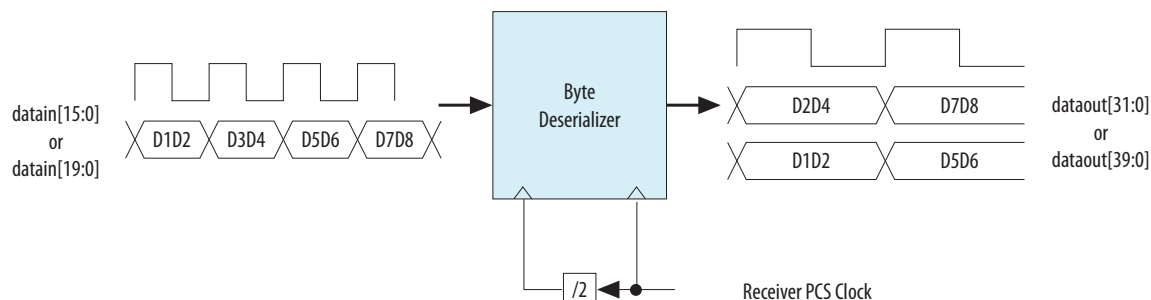 datain[15:0]
or
datain[19:0]
D1D2
D3D4
D5D6
D7D8
Byte
Deserializer
D2D4
D7D8
D1D2
D5D6
dataout[31:0]
or
dataout[39:0]
/2
Receiver PCS Clock